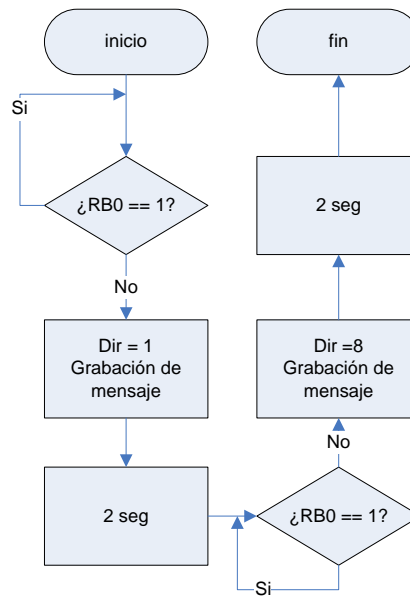 inicio
Si
¿RB0 == 1?
No
Dir = 1
Grabación de
mensaje
2 seg
¿RB0 == 1?
Si
No
Dir =8
Grabación de
mensaje
2 seg
fin